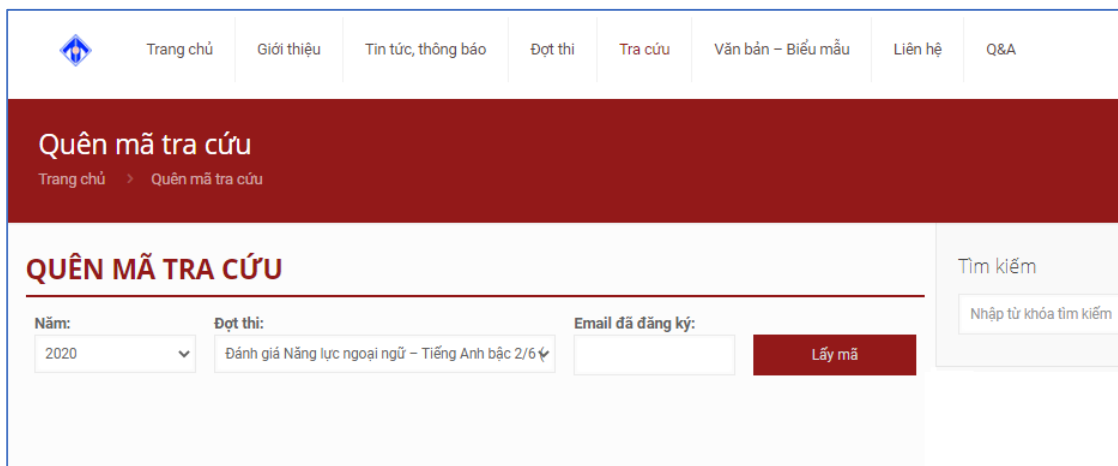 Trang chủ Giới thiệu Tin tức, thông báo Đợt thi Tra cứu Văn bản – Biểu mẫu Liên hệ Q&A
Quên mã tra cứu
Trang chủ > Quên mã tra cứu
QUÊN MÃ TRA CỨU
Năm: Đợt thi: Email đã đăng ký:
2020 Đánh giá Năng lực ngoại ngữ – Tiếng Anh bậc 2/6 ( Lấy mã
Tìm kiếm
Nhập từ khóa tìm kiếm